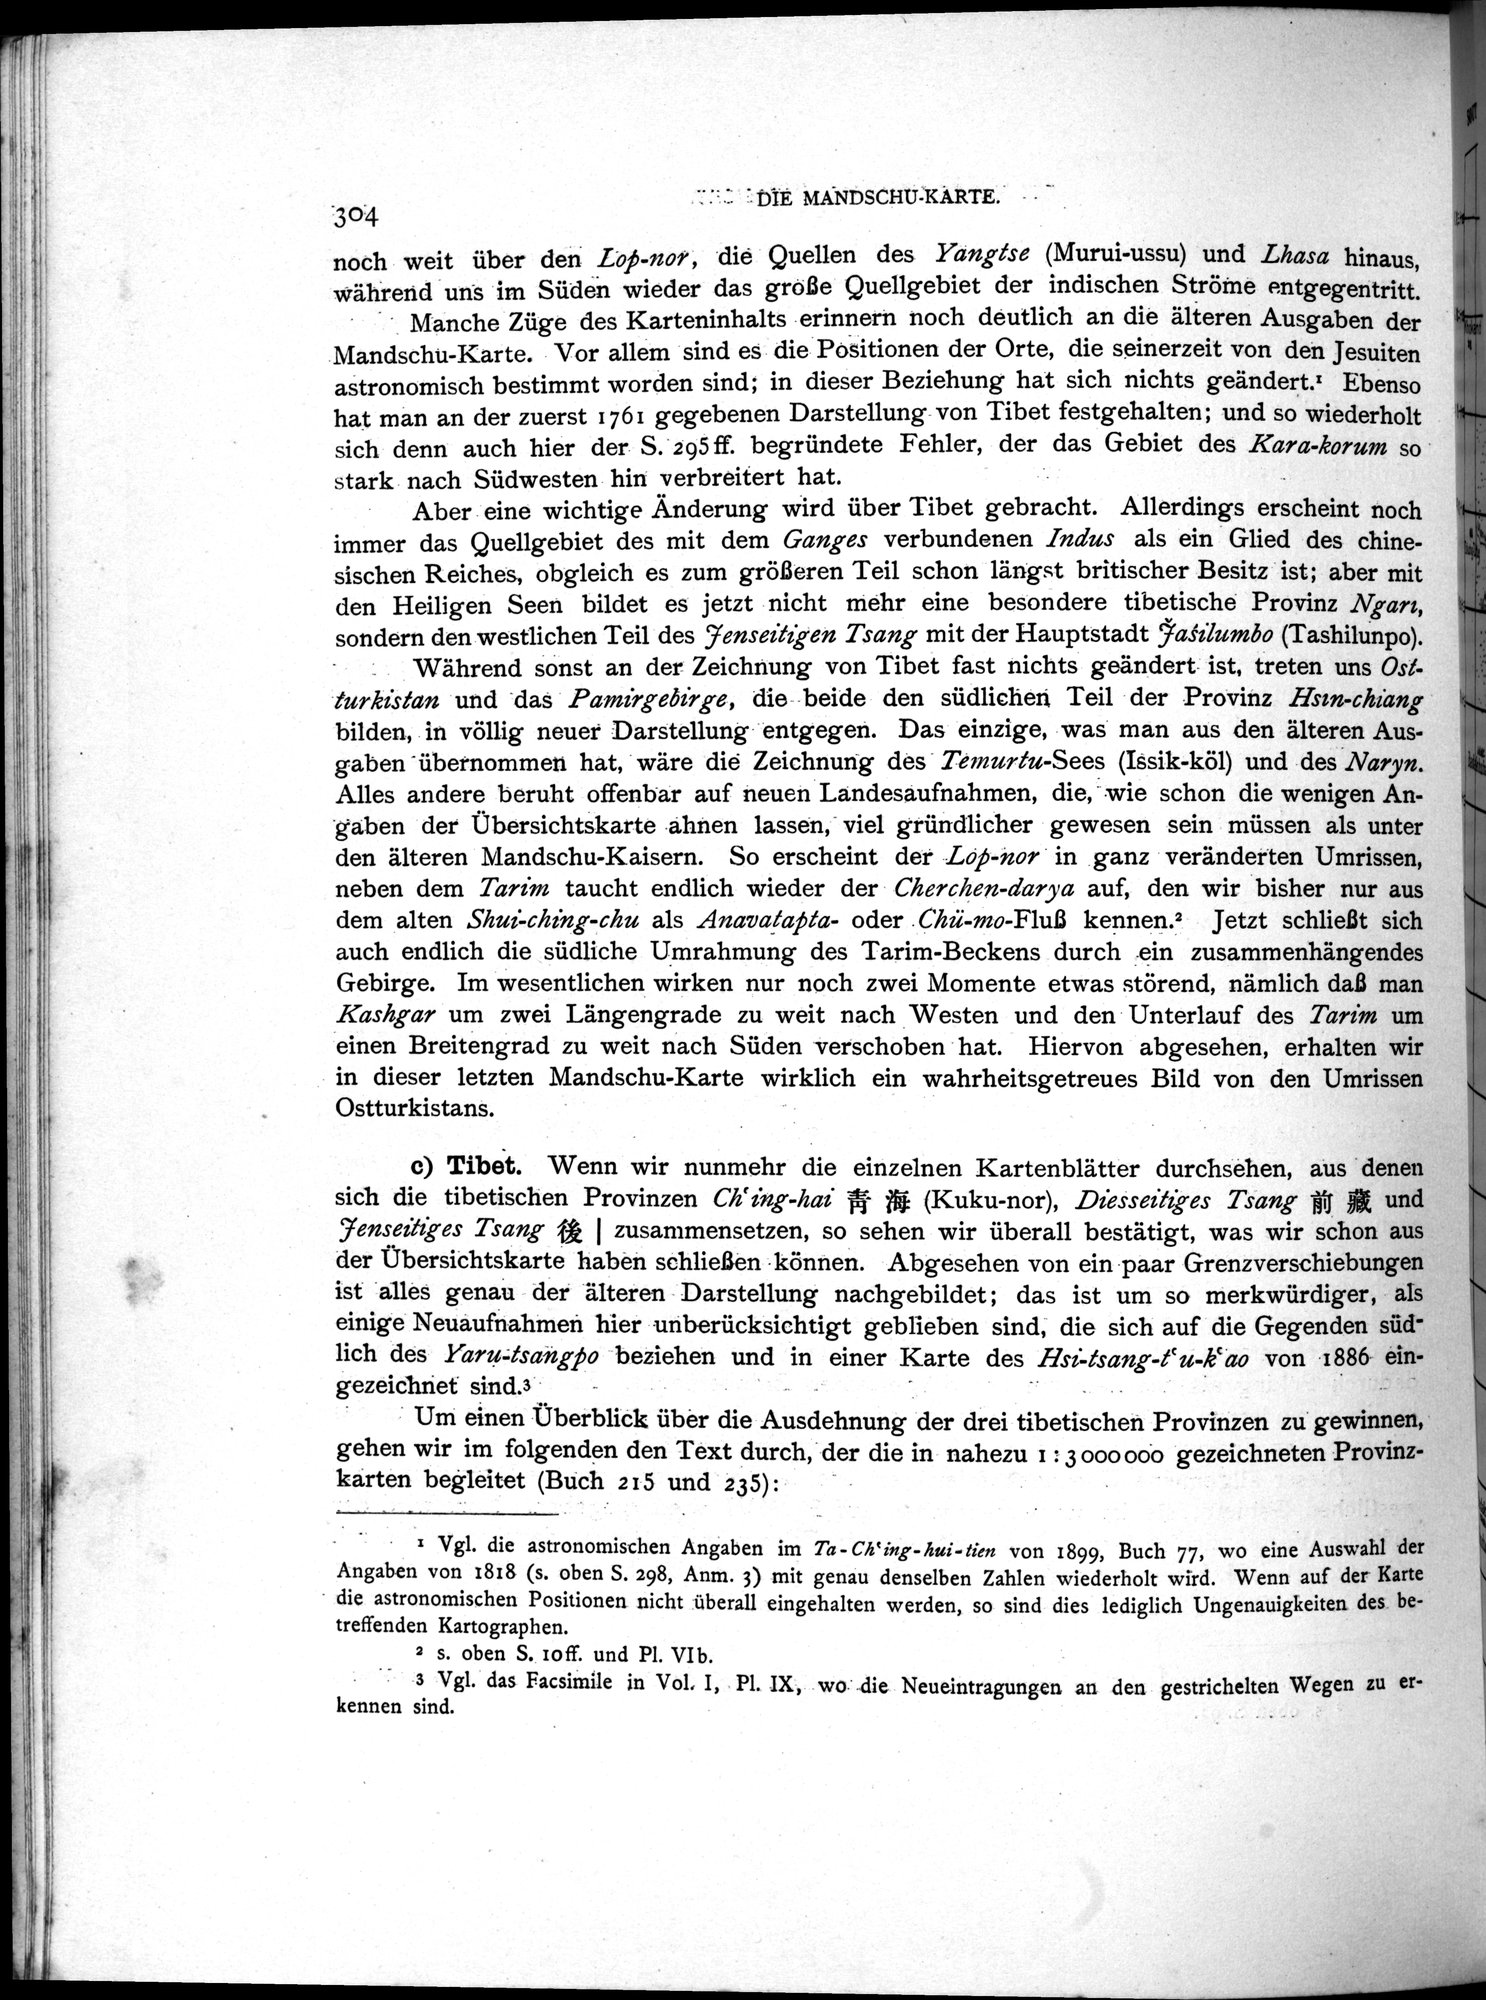 304
DIE MANDSCHU-KARTE.
noch weit über den Lop-nor, die Quellen des Yangtse (Murui-ussu) und Lhasa hinaus,
während uns im Süden wieder das große Quellgebiet der indischen Ströme entgegentritt.
Manche Züge des Karteninhalts erinnern noch deutlich an die älteren Ausgaben der
Mandschu-Karte. Vor allem sind es die Positionen der Orte, die seinerzeit von den Jesuiten
astronomisch bestimmt worden sind; in dieser Beziehung hat sich nichts geändert.¹ Ebenso
hat man an der zuerst 1761 gegebenen Darstellung von Tibet festgehalten; und so wiederholt
sich denn auch hier der S. 295ff. begründete Fehler, der das Gebiet des Kara-korum so
stark nach Südwesten hin verbreitert hat.
Aber eine wichtige Änderung wird über Tibet gebracht. Allerdings erscheint noch
immer das Quellgebiet des mit dem Ganges verbundenen Indus als ein Glied des chine-
sischen Reiches, obgleich es zum größeren Teil schon längst britischer Besitz ist; aber mit
den Heiligen Seen bildet es jetzt nicht mehr eine besondere tibetische Provinz Ngari,
sondern den westlichen Teil des Jenseitigen Tsang mit der Hauptstadt J̌aśilumbo (Tashilunpo).
Während sonst an der Zeichnung von Tibet fast nichts geändert ist, treten uns Ost-
turkistan und das Pamirgebirge, die beide den südlichen Teil der Provinz Hsin-chiang
bilden, in völlig neuer Darstellung entgegen. Das einzige, was man aus den älteren Aus-
gaben übernommen hat, wäre die Zeichnung des Temurtu-Sees (Issik-köl) und des Naryn.
Alles andere beruht offenbar auf neuen Landesaufnahmen, die, wie schon die wenigen An-
gaben der Übersichtskarte ahnen lassen, viel gründlicher gewesen sein müssen als unter
den älteren Mandschu-Kaisern. So erscheint der Lop-nor in ganz veränderten Umrissen,
neben dem Tarim taucht endlich wieder der Cherchen-darya auf, den wir bisher nur aus
dem alten Shui-ching-chu als Anavatapta- oder Chü-mo-Fluß kennen.² Jetzt schließt sich
auch endlich die südliche Umrahmung des Tarim-Beckens durch ein zusammenhängendes
Gebirge. Im wesentlichen wirken nur noch zwei Momente etwas störend, nämlich daß man
Kashgar um zwei Längengrade zu weit nach Westen und den Unterlauf des Tarim um
einen Breitengrad zu weit nach Süden verschoben hat. Hiervon abgesehen, erhalten wir
in dieser letzten Mandschu-Karte wirklich ein wahrheitsgetreues Bild von den Umrissen
Ostturkistans.
c) Tibet. Wenn wir nunmehr die einzelnen Kartenblätter durchsehen, aus denen
sich die tibetischen Provinzen Chʻing-hai 靑 海 (Kuku-nor), Diesseitiges Tsang 前 藏 und
Jenseitiges Tsang 後 | zusammensetzen, so sehen wir überall bestätigt, was wir schon aus
der Übersichtskarte haben schließen können. Abgesehen von ein paar Grenzverschiebungen
ist alles genau der älteren Darstellung nachgebildet; das ist um so merkwürdiger, als
einige Neuaufnahmen hier unberücksichtigt geblieben sind, die sich auf die Gegenden süd-
lich des Yaru-tsangpo beziehen und in einer Karte des Hsi-tsang-tʻu-kʻao von 1886 ein-
gezeichnet sind.³
Um einen Überblick über die Ausdehnung der drei tibetischen Provinzen zu gewinnen,
gehen wir im folgenden den Text durch, der die in nahezu 1:3000000 gezeichneten Provinz-
karten begleitet (Buch 215 und 235):
¹ Vgl. die astronomischen Angaben im Ta-Chʻing-hui-tien von 1899, Buch 77, wo eine Auswahl der
Angaben von 1818 (s. oben S. 298, Anm. 3) mit genau denselben Zahlen wiederholt wird. Wenn auf der Karte
die astronomischen Positionen nicht überall eingehalten werden, so sind dies lediglich Ungenauigkeiten des be-
treffenden Kartographen.
² s. oben S. 10ff. und Pl. VIb.
³ Vgl. das Facsimile in Vol. I, Pl. IX, wo die Neueintragungen an den gestrichelten Wegen zu er-
kennen sind.